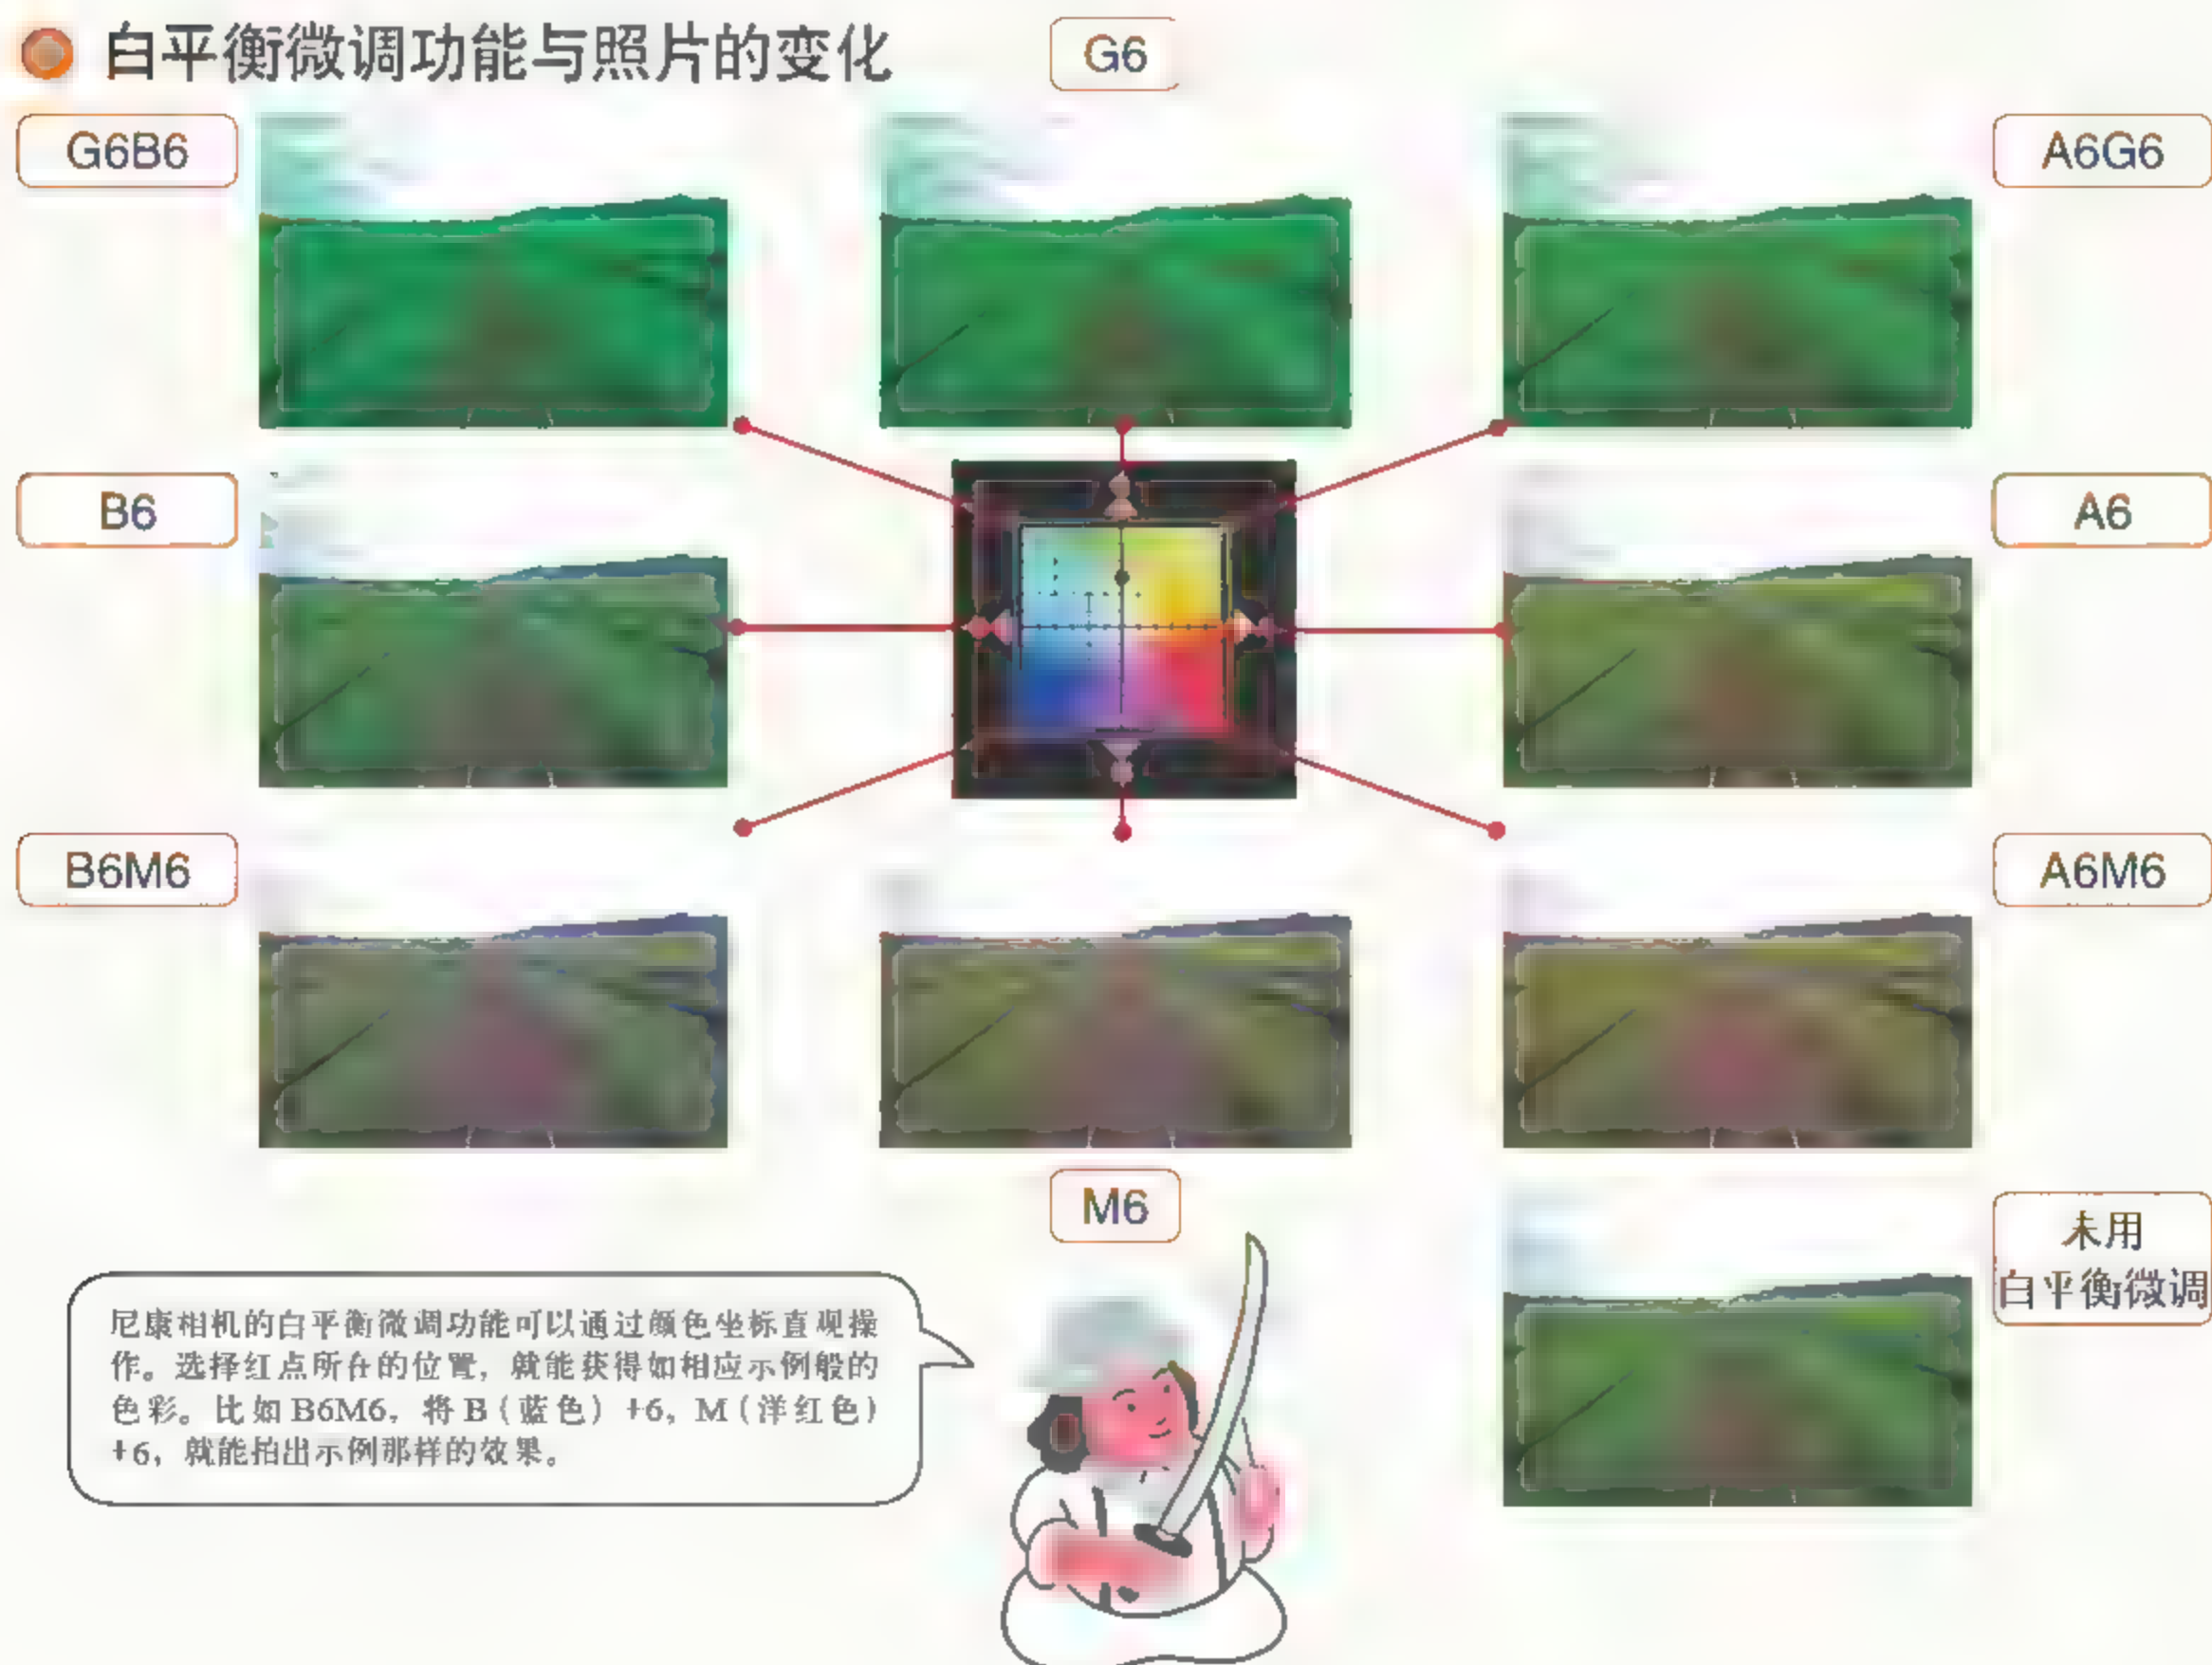 白平衡微调功能与照片的变化
G6
G6B6
A6G6
B6
A6
B6M6
A6M6
M6
未用
白平衡微调
尼康相机的白平衡微调功能可以通过颜色坐标直观操
作。选择红点所在的位置，就能获得如相应示例般的
色彩。比如B6M6，将B（蓝色）+6，M（洋红色）
+6，就能拍出示例那样的效果。